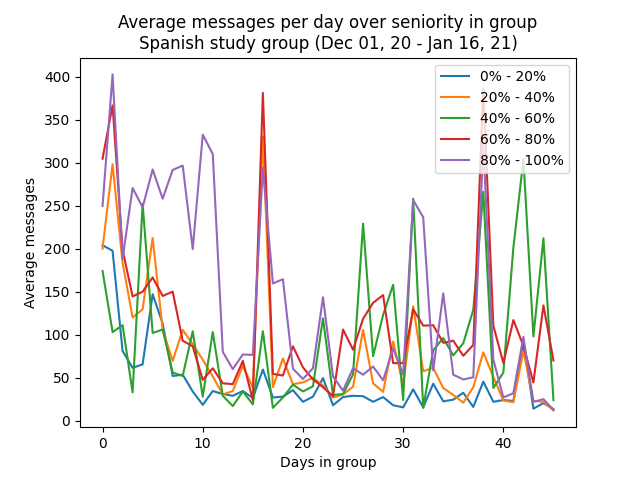 Average messages per day over seniority in group
Spanish study group (Dec 01, 20 - Jan 16, 21)
Average messages
400
350
300
250
200
150
100
50
0
0% - 20%
20% - 40%
40% - 60%
60% - 80%
80% - 100%
0 10 20 30 40
Days in group